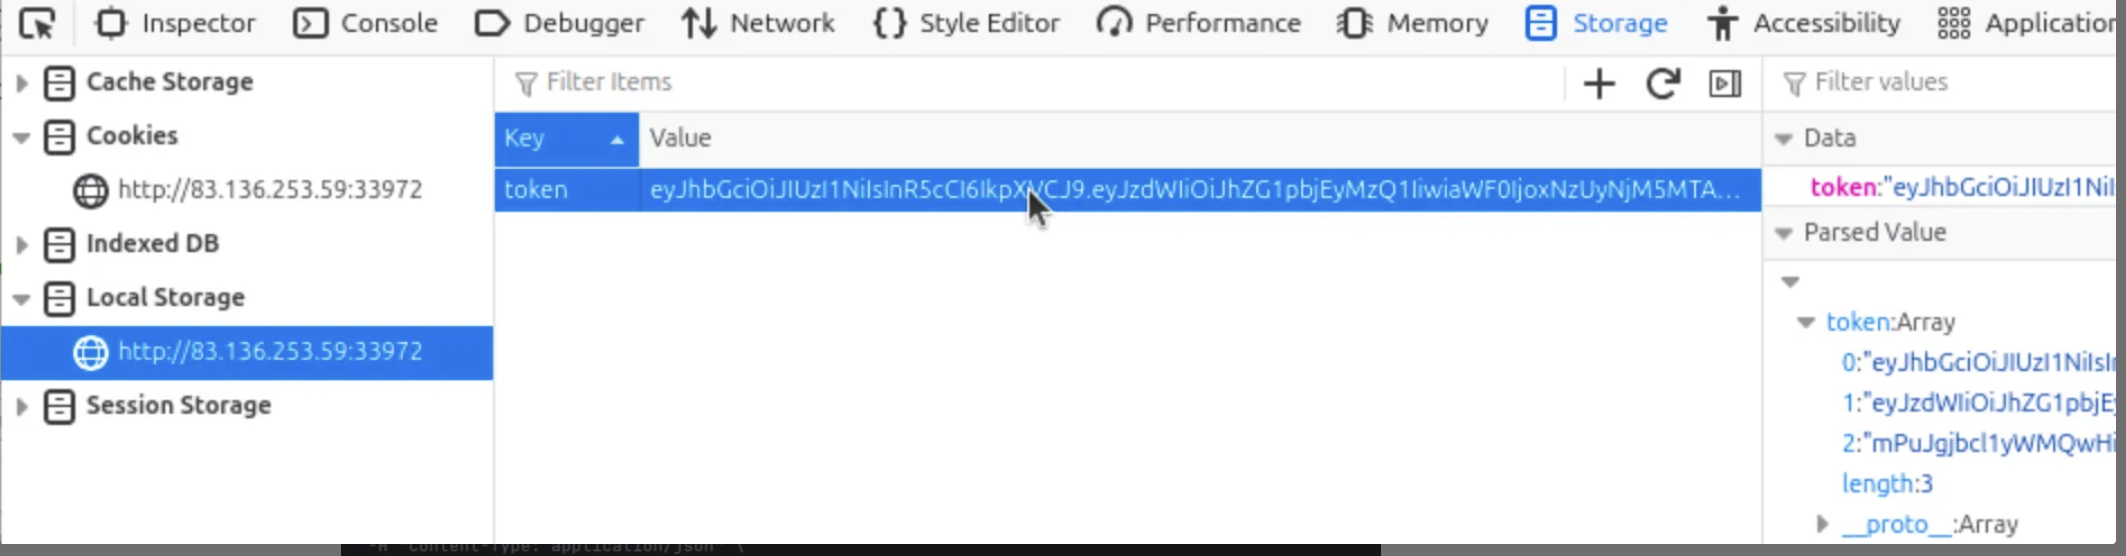 Inspector Console Debugger Network Style Editor Performance Memory Storage Accessibility Application
Cache Storage
Cookies
http://83.136.253.59:33972
Indexed DB
Local Storage
http://83.136.253.59:33972
Session Storage
Filter Items
Key Value
token eyJhbGciOiJIUzI1NiIsInR5cCI6IkpXVCJ9.eyJzdWIiOiJhZG1pbjEyMzQ1IiwiaWF0IjoxNzUyNjM5MTA...
Filter values
Data
token:"eyJhbGciOiJIUzI1NiI
Parsed Value
token:Array
0:"eyJhbGciOiJIUzI1NiIsI
1:"eyJzdWIiOiJhZG1pbjE
2:"mPuJgjbcl1yWMQwHi
length:3
__proto__:Array
-H "Content-Type: application/json" \